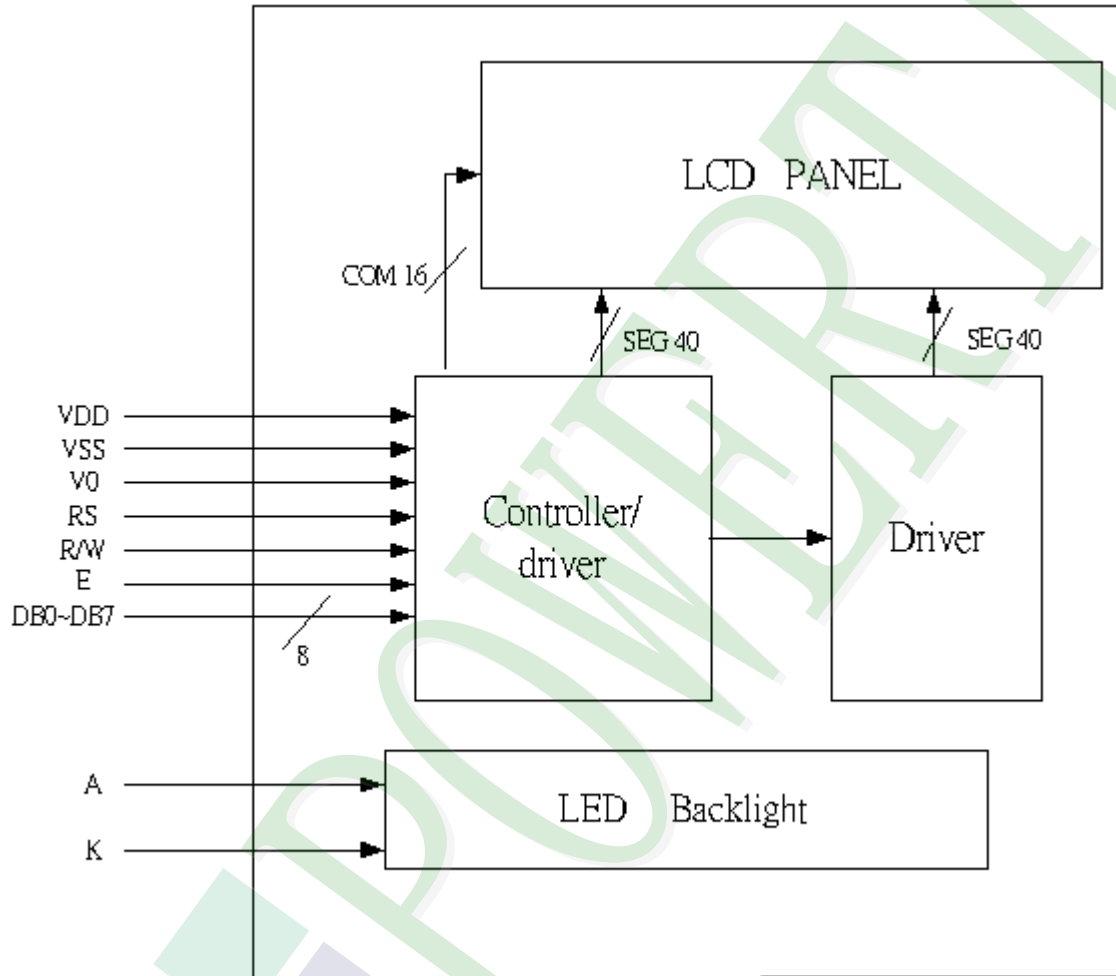 LCD PANEL
COM 16
SEG 40
SEG 40
VDD
VSS
V0
RS
R/W
E
DB0~DB7
8
Controller/
driver
Driver
A
K
LED Backlight
POWERT